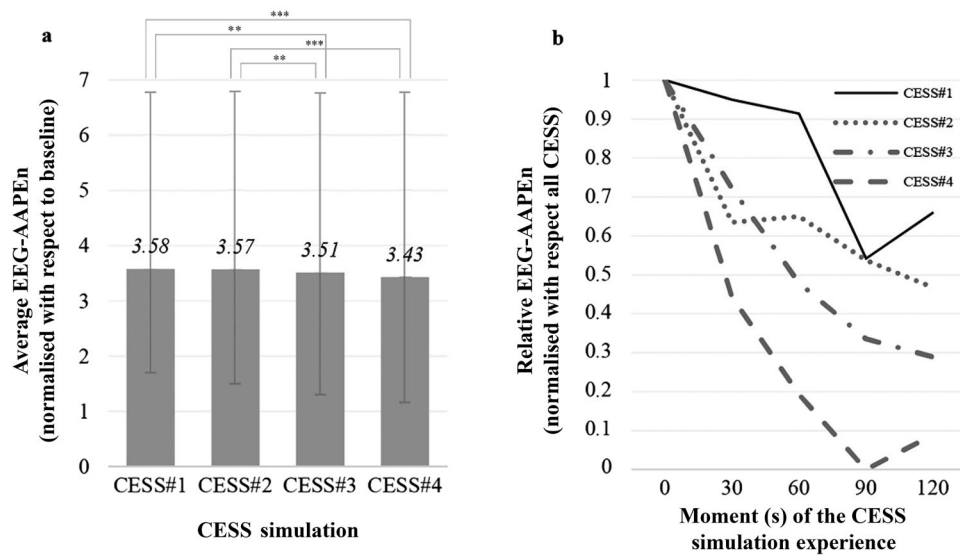 a
***
**
***
**
Average EEG-AAPEn
(normalised with respect to baseline)
7
6
5
4
3
2
1
0
3.58
3.57
3.51
3.43
CESS#1
CESS#2
CESS#3
CESS#4
CESS simulation
b
Relative EEG-AAPEn
(normalised with respect all CESS)
1
0.9
0.8
0.7
0.6
0.5
0.4
0.3
0.2
0.1
0
CESS#1
CESS#2
CESS#3
CESS#4
0
30
60
90
120
Moment (s) of the CESS
simulation experience